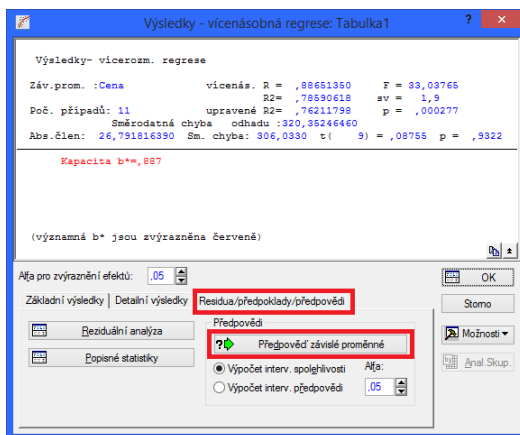 Výsledky - vícenásobná regrese: Tabulka1 ? ×
Výsledky- vícerozm. regrese
Záv.prom. :Cena vícenás. R = ,88651350 F = 33,03765
R2= ,78590618 sv = 1,9
Poč. případů: 11 upravené R2= ,76211798 p = ,000277
Směrodatná chyba odhadu :320,35246460
Abs.člen: 26,791816390 Sm. chyba: 306,0330 t( 9) = ,08755 p = ,9322
Kapacita b*=,887
(významná b* jsou zvýrazněna červeně)
Alfa pro zvýraznění efektů: ,05
OK
Základní výsledky Detailní výsledky Residua/předpoklady/předpovědi
Storno
Reziduální analýza
Popisné statistiky
Předpovědi
?
Předpověď závislé proměnné
Výpočet interv. spolehlivosti Alfa:
Výpočet interv. předpovědi ,05
Možnosti
Anal.Skup.